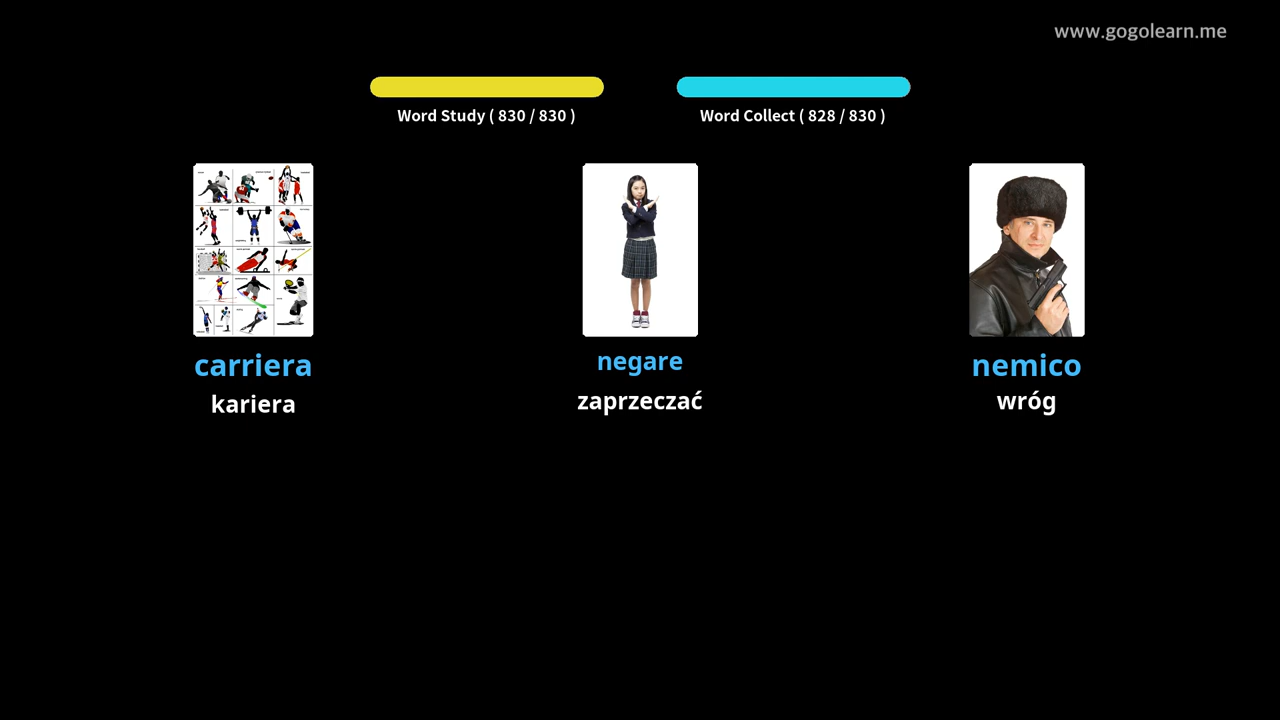 www.gogolearn.me
Word Study ( 830 / 830 )
Word Collect ( 828 / 830 )
carriera
negare
nemico
kariera
zaprzeczać
wróg